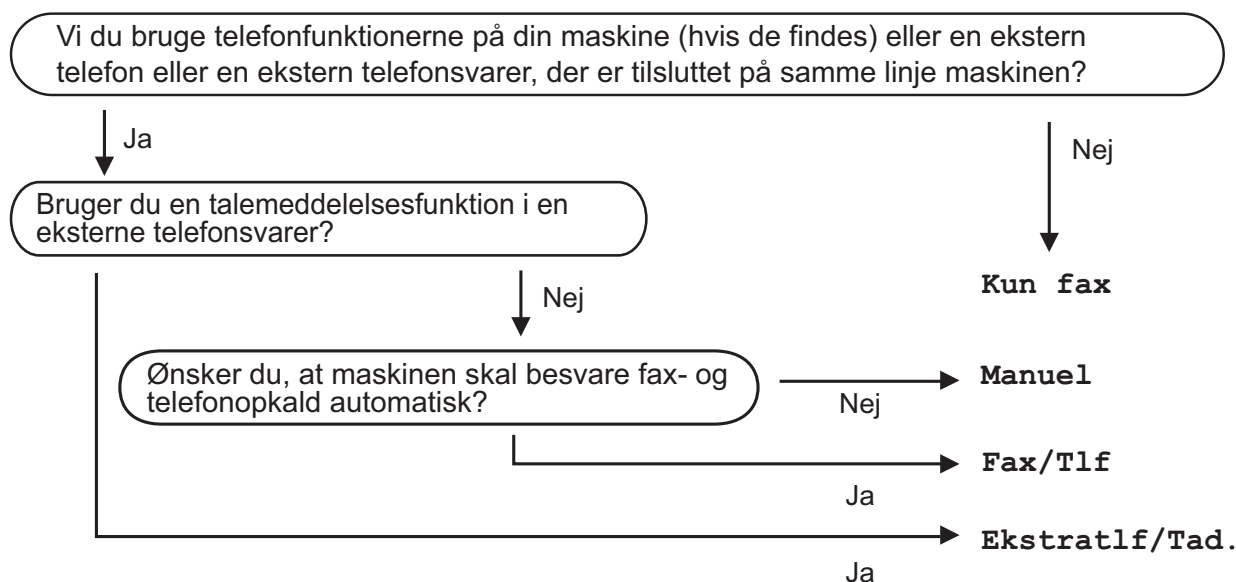 Vi du bruge telefonfunktionerne på din maskine (hvis de findes) eller en ekstern
telefon eller en ekstern telefonsvarer, der er tilsluttet på samme linje maskinen?
Ja
Nej
Bruger du en talemeddelelsesfunktion i en
eksterne telefonsvarer?
Nej
Kun fax
Ønsker du, at maskinen skal besvare fax- og
telefonopkald automatisk?
Nej
Manuel
Ja
Fax/Tlf
Ja
Ekstratlf/Tad.